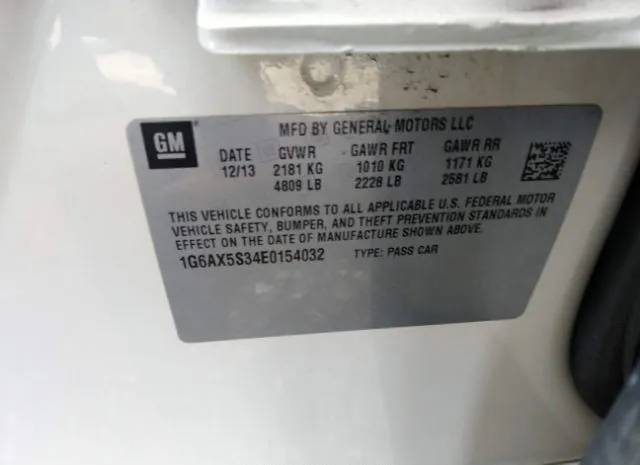 GM
MFD BY GENERAL MOTORS LLC
DATE GVWR GAWR FRT GAWR RR
12/13 2181 KG 1010 KG 1171 KG
4809 LB 2228 LB 2581 LB
THIS VEHICLE CONFORMS TO ALL APPLICABLE U.S. FEDERAL MOTOR
VEHICLE SAFETY, BUMPER, AND THEFT PREVENTION STANDARDS IN
EFFECT ON THE DATE OF MANUFACTURE SHOWN ABOVE.
1G6AX5S34E0154032 TYPE: PASS CAR